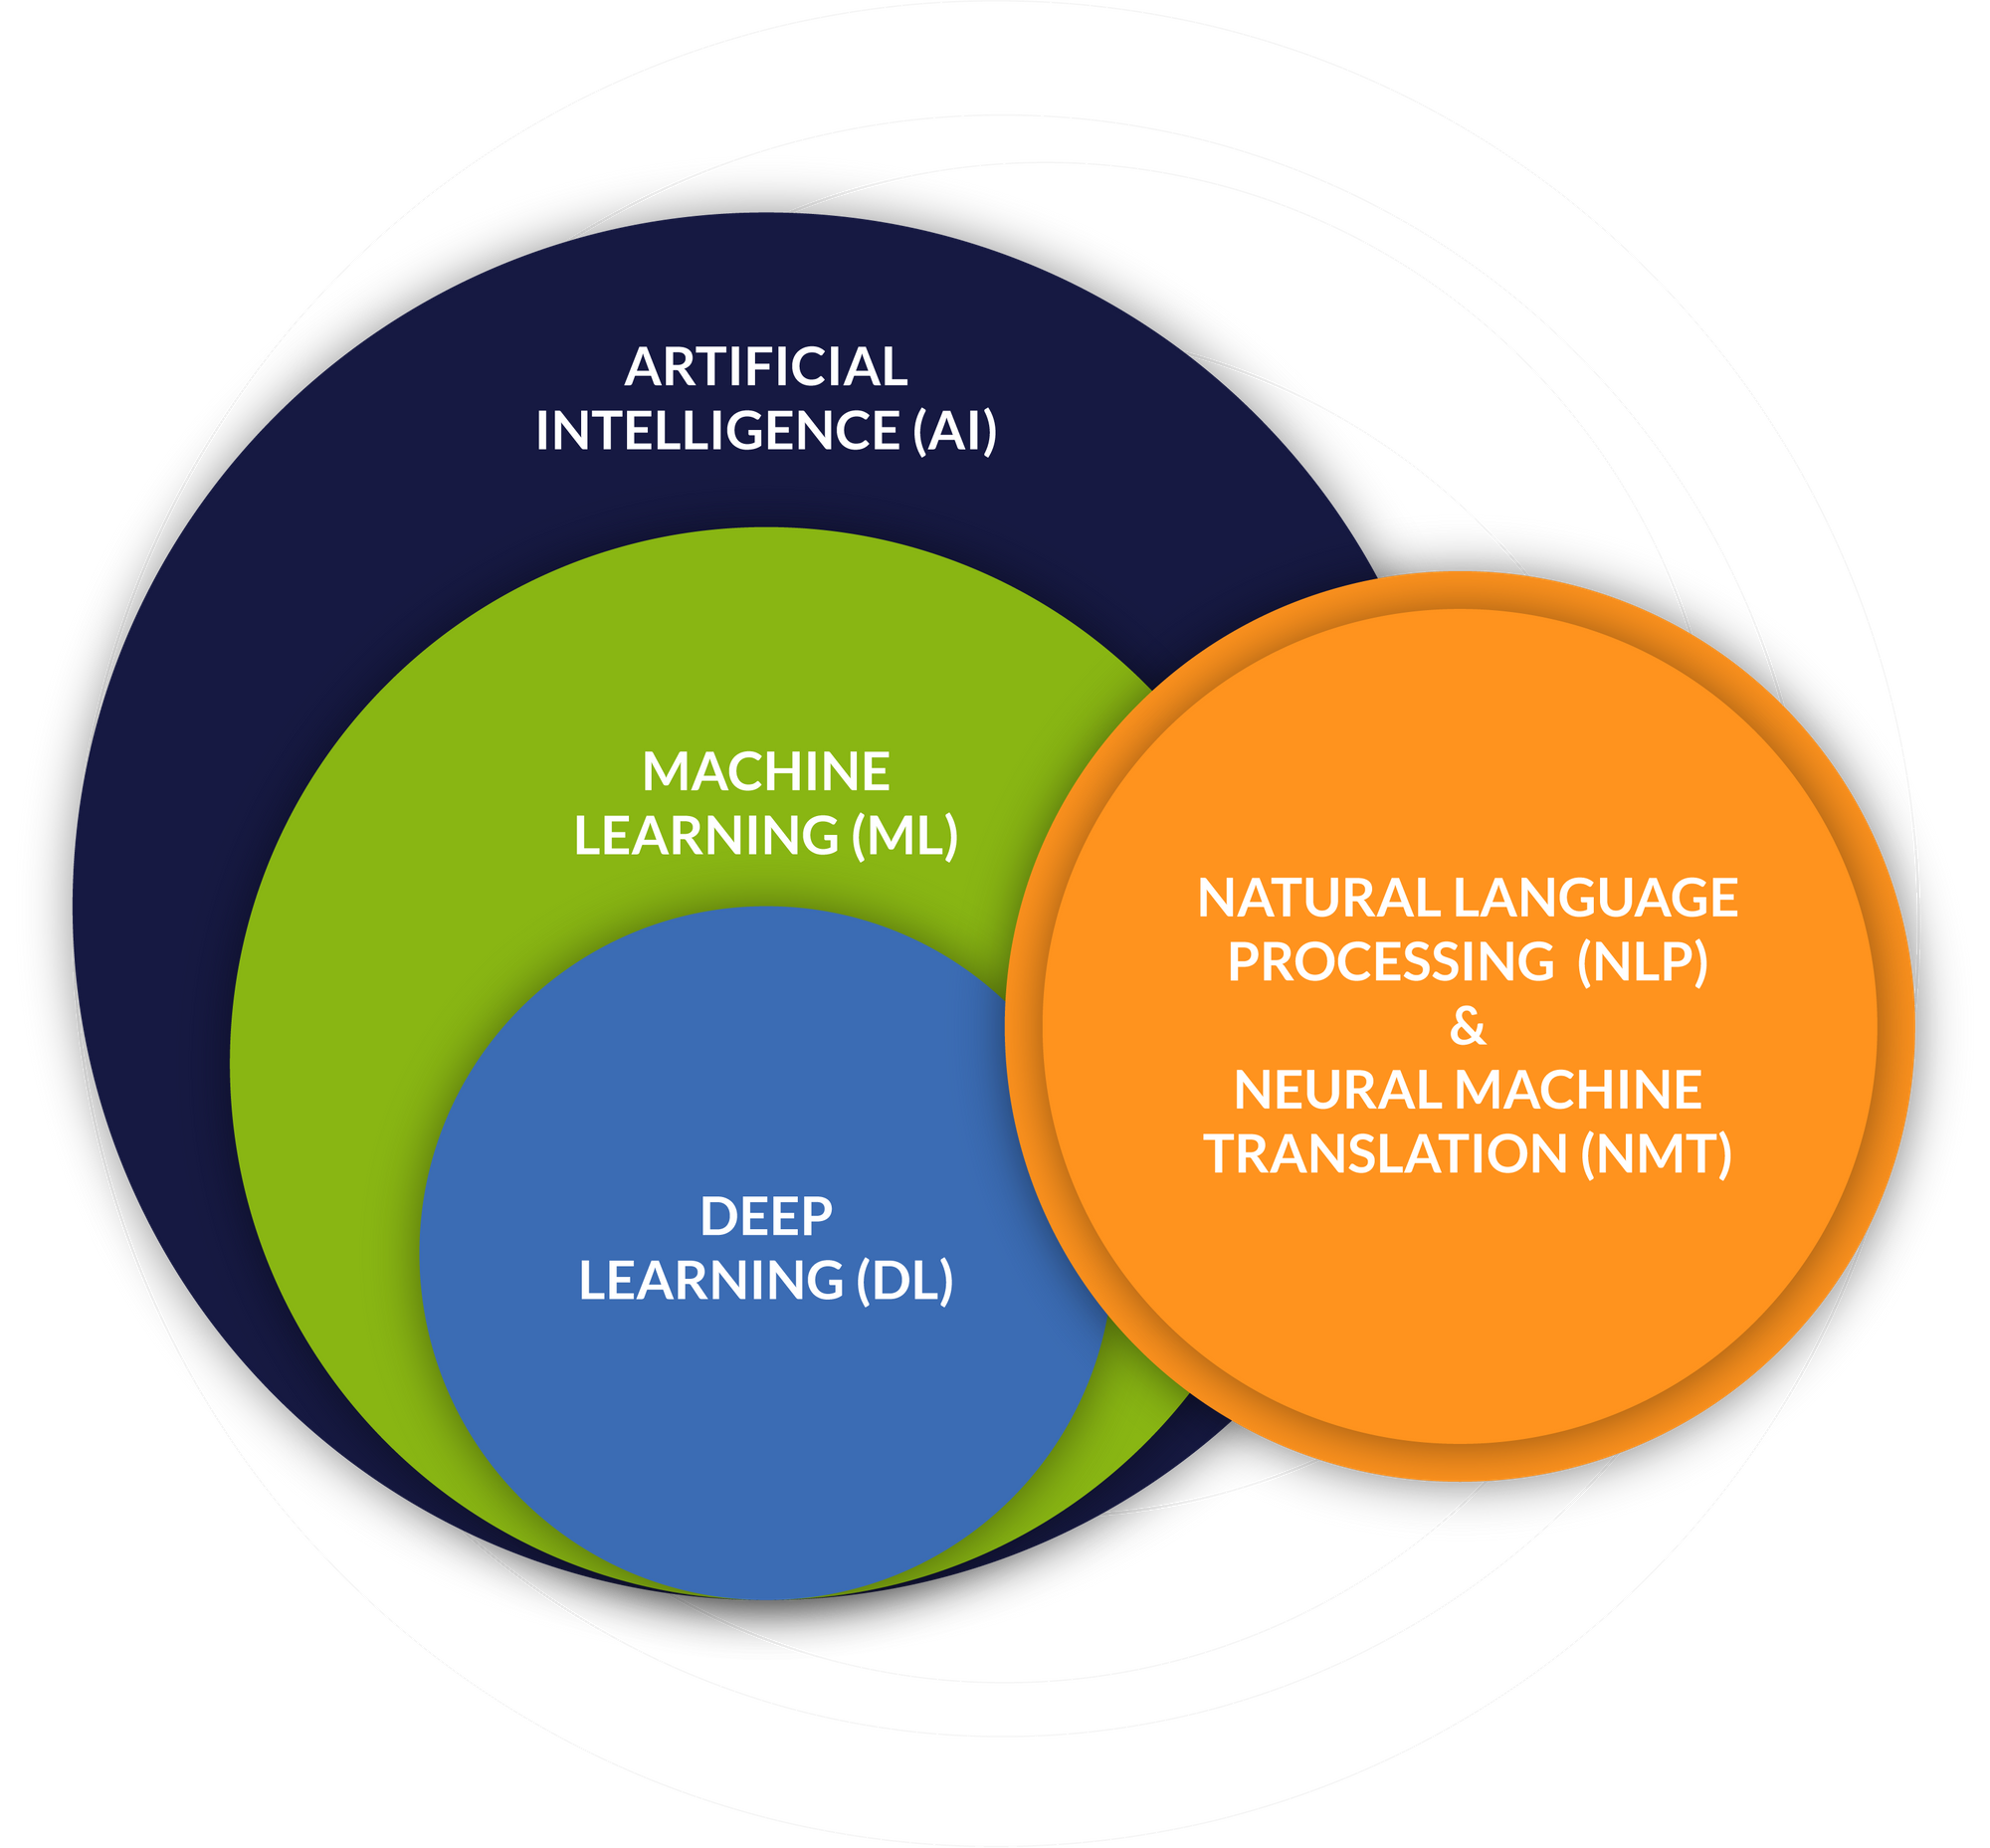 ARTIFICIAL
INTELLIGENCE (AI)
MACHINE
LEARNING (ML)
DEEP
LEARNING (DL)
NATURAL LANGUAGE
PROCESSING (NLP)
&
NEURAL MACHINE
TRANSLATION (NMT)